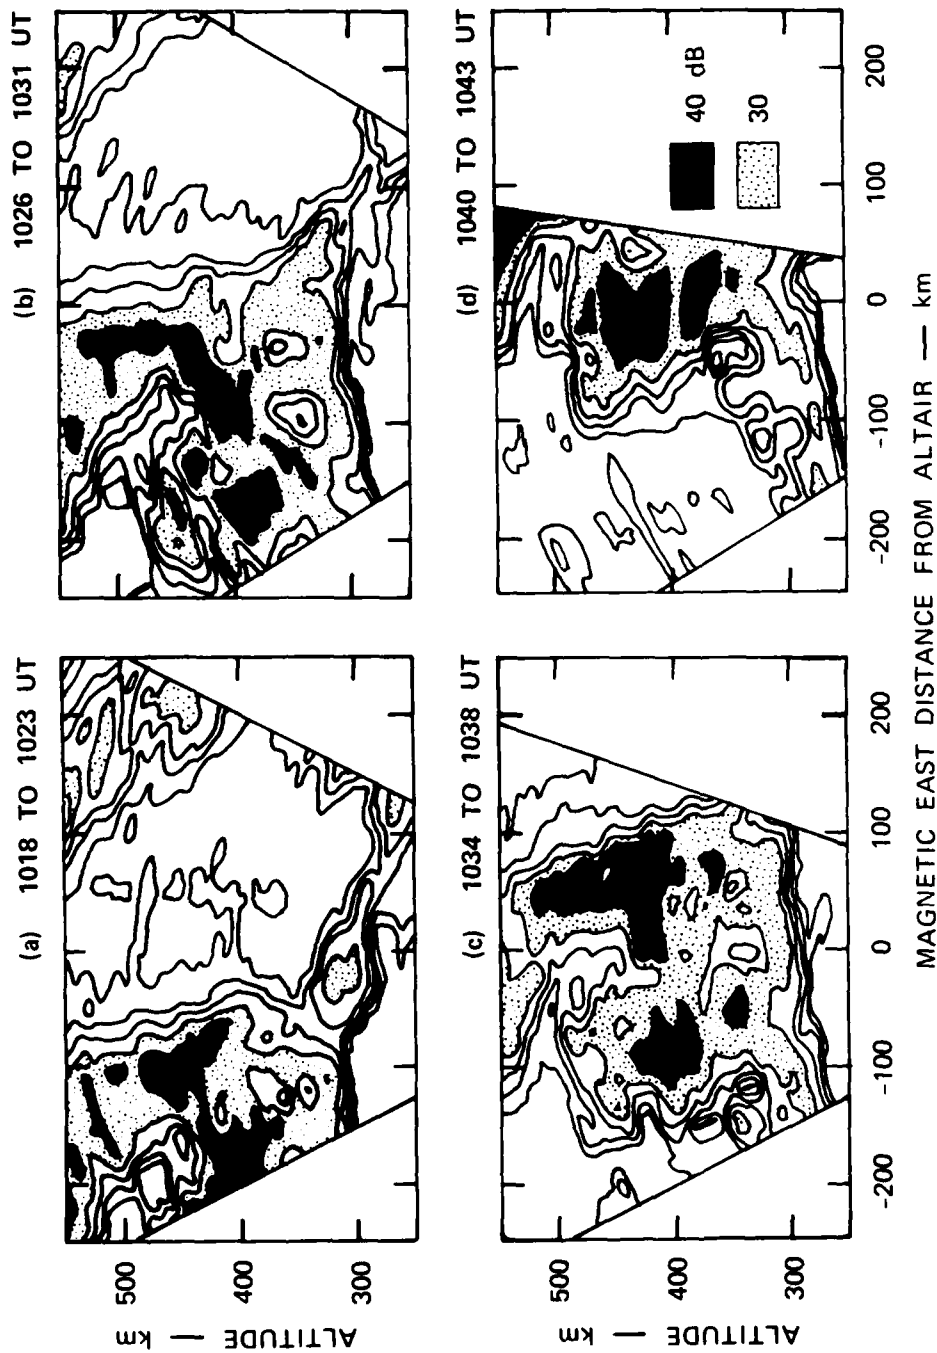 (a) 1018 TO 1023 UT
(b) 1026 TO 1031 UT
ALTITUDE — km
500
400
300
(c) 1034 TO 1038 UT
(d) 1040 TO 1043 UT
40 dB
30
ALTITUDE — km
500
400
300
-200
-100
0
100
200
-200
-100
0
100
200
MAGNETIC EAST DISTANCE FROM ALTAIR — km